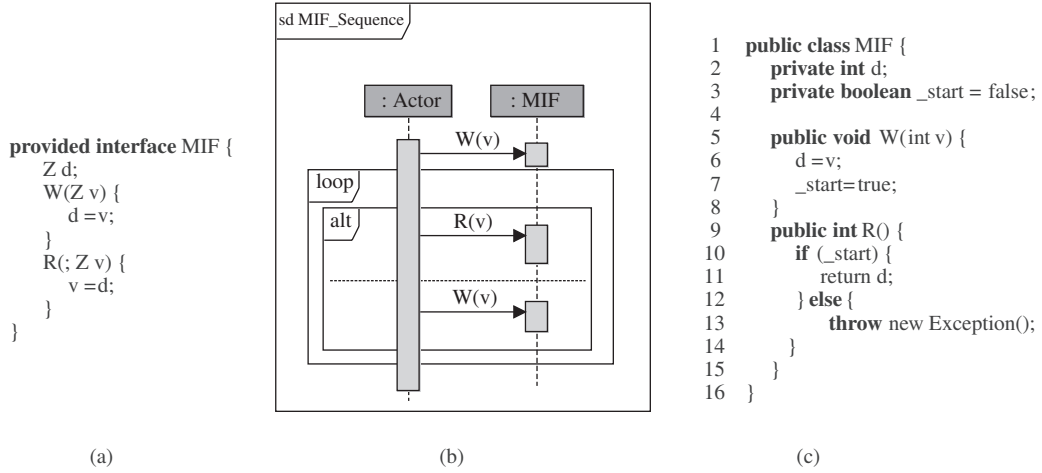 provided interface MIF {
Z d;
W(Z v) {
d =v;
}
R(; Z v) {
v =d;
}
}
(a)
sd MIF_Sequence
: Actor
: MIF
W(v)
loop
alt
R(v)
W(v)
(b)
1 public class MIF {
2 private int d;
3 private boolean _start = false;
4
5 public void W(int v) {
6 d =v;
7 _start=true;
8 }
9 public int R() {
10 if (_start) {
11 return d;
12 } else {
13 throw new Exception();
14 }
15 }
16 }
(c)